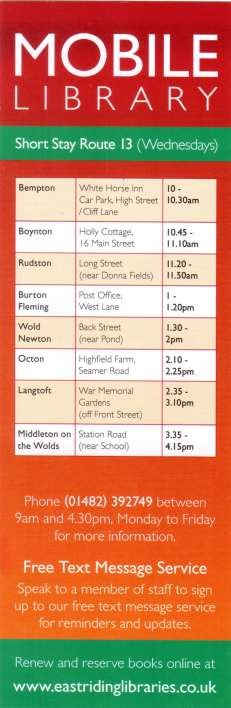 MOBILE
LIBRARY
Short Stay Route 13 (Wednesdays)
Bempton White Horse Inn 10 -
Car Park, High Street 10.30am
/Cliff Lane
Boynton Holly Cottage, 10.45 -
16 Main Street 11.10am
Rudston Long Street 11.20 -
(near Donna Fields) 11.50am
Burton Post Office, 1 -
Fleming West Lane 1.20pm
Wold Back Street 1.30 -
Newton (near Pond) 2pm
Octon Highfield Farm, 2.10 -
Seamer Road 2.25pm
Langtoft War Memorial 2.35 -
Gardens 3.10pm
(off Front Street)
Middleton on Station Road 3.35 -
the Wolds (near School) 4.15pm
Phone (01482) 392749 between
9am and 4.30pm, Monday to Friday
for more information.
Free Text Message Service
Speak to a member of staff to sign
up to our free text message service
for reminders and updates.
Renew and reserve books online at
www.eastridinglibraries.co.uk